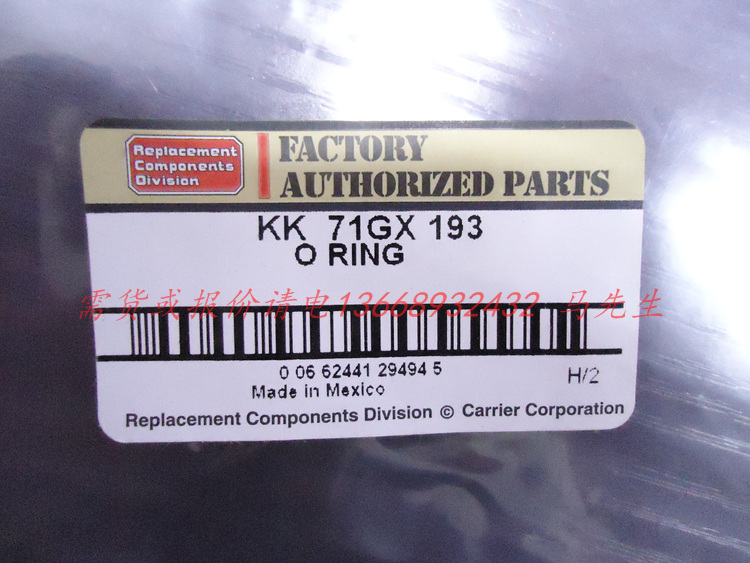 Replacement
Components
Division
FACTORY
AUTHORIZED PARTS
KK 71GX 193
O RING
需货或报价请电13668932432 马先生
0 06 62441 29494 5
H/2
Made in Mexico
Replacement Components Division © Carrier Corporation